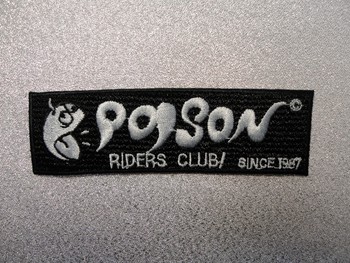 POISON ©
RIDERS CLUB! SINCE.1987